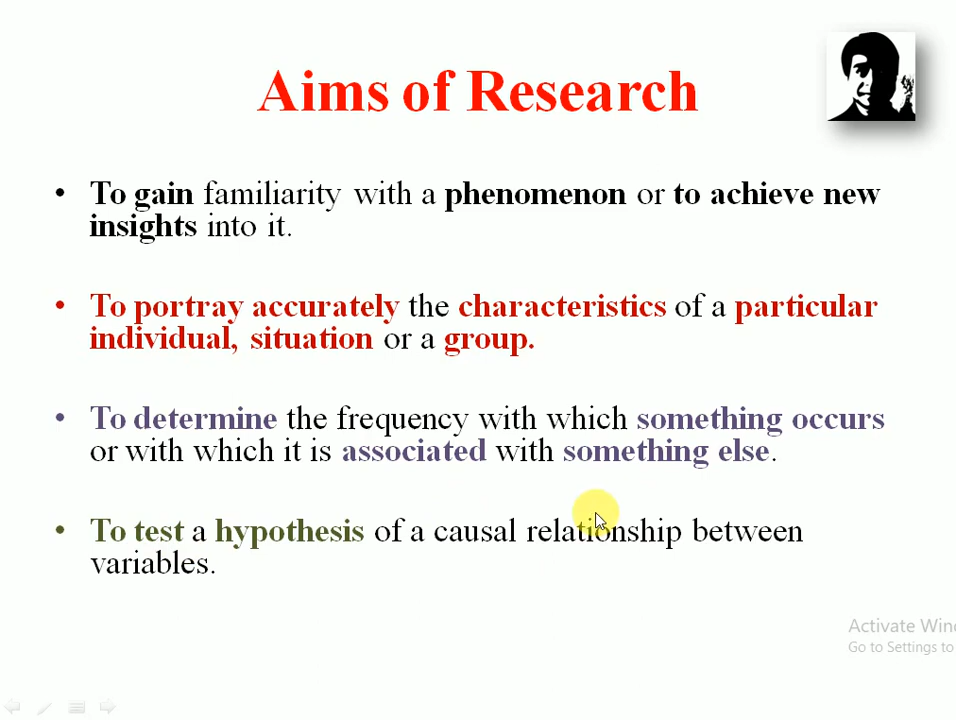 Aims of Research
• To gain familiarity with a phenomenon or to achieve new
insights into it.
• To portray accurately the characteristics of a particular
individual, situation or a group.
• To determine the frequency with which something occurs
or with which it is associated with something else.
• To test a hypothesis of a causal relationship between
variables.
Activate Win
Go to Settings to